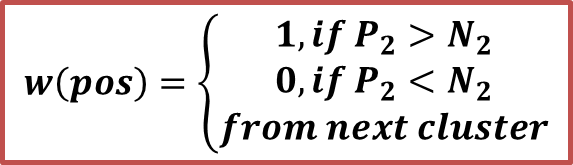 1, if P₂ > N₂
w(pos) = { 0, if P₂ < N₂
from next cluster